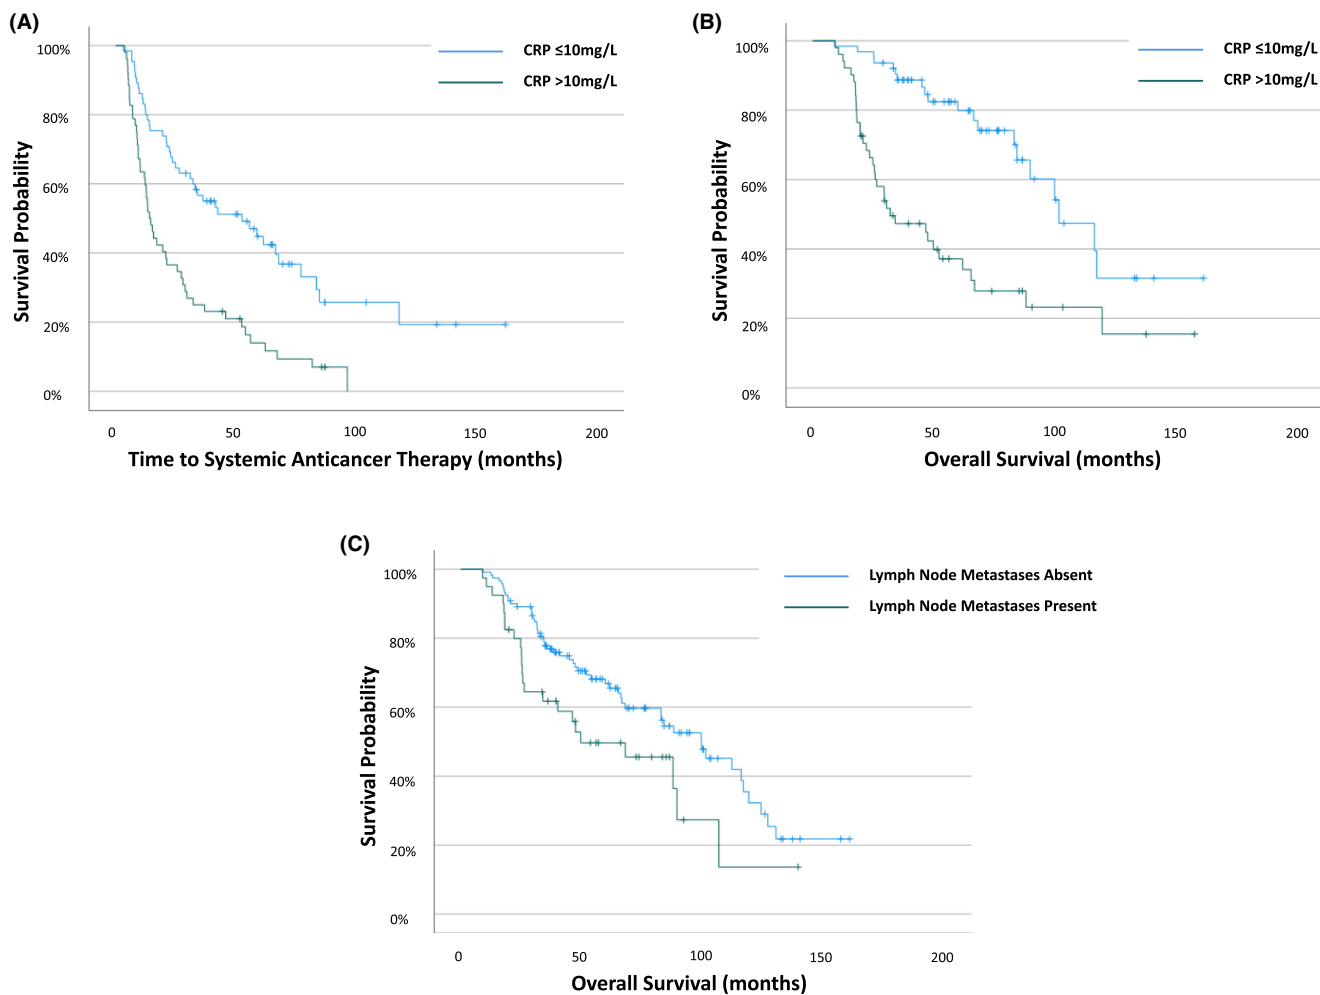 (A)
100%
80%
60%
40%
20%
0%
Survival Probability
CRP ≤10mg/L
CRP >10mg/L
0 50 100 150 200
Time to Systemic Anticancer Therapy (months)
(B)
100%
80%
60%
40%
20%
0%
Survival Probability
CRP ≤10mg/L
CRP >10mg/L
0 50 100 150 200
Overall Survival (months)
(C)
100%
80%
60%
40%
20%
0%
Survival Probability
Lymph Node Metastases Absent
Lymph Node Metastases Present
0 50 100 150 200
Overall Survival (months)